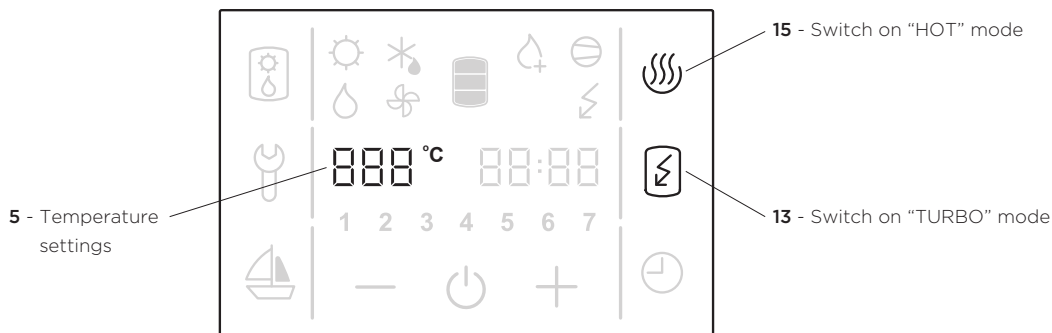 15 - Switch on “HOT” mode
888 °C 88:88
5 - Temperature
settings
13 - Switch on “TURBO” mode
1 2 3 4 5 6 7